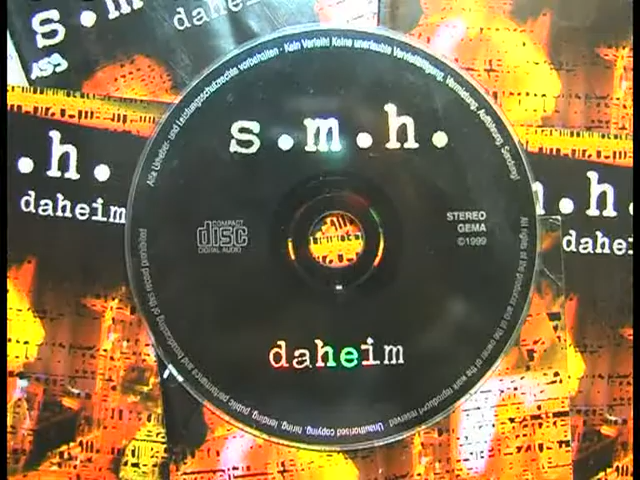 s.m.h.
daheim
.h.
daheim
Alle Urheber- und Leistungsschutzrechte vorbehalten · Kein Verleih! Keine unerlaubte Vervielfältigung, Vermietung, Aufführung, Sendung!
s.m.h.
COMPACT
disc
DIGITAL AUDIO
STEREO
GEMA
©1999
daheim
All rights of the producer and of the owner of the work reproduced reserved
Unauthorised copying, hiring, lending, public performance and broadcasting of this record prohibited
.h.